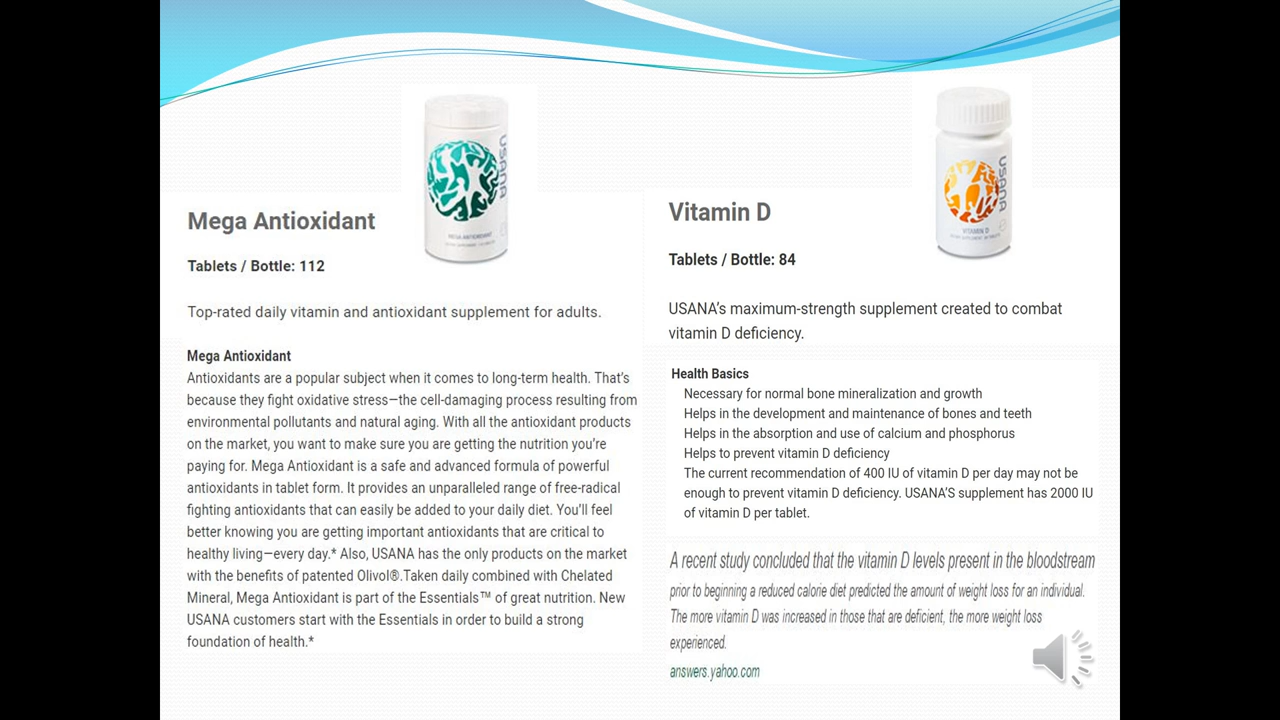 Mega Antioxidant
Tablets / Bottle: 112
Top-rated daily vitamin and antioxidant supplement for adults.
Mega Antioxidant
Antioxidants are a popular subject when it comes to long-term health. That's
because they fight oxidative stress—the cell-damaging process resulting from
environmental pollutants and natural aging. With all the antioxidant products
on the market, you want to make sure you are getting the nutrition you're
paying for. Mega Antioxidant is a safe and advanced formula of powerful
antioxidants in tablet form. It provides an unparalleled range of free-radical
fighting antioxidants that can easily be added to your daily diet. You'll feel
better knowing you are getting important antioxidants that are critical to
healthy living—every day.* Also, USANA has the only products on the market
with the benefits of patented Olivol®.Taken daily combined with Chelated
Mineral, Mega Antioxidant is part of the Essentials™ of great nutrition. New
USANA customers start with the Essentials in order to build a strong
foundation of health.*
USANA
MEGA ANTIOXIDANT
Vitamin D
Tablets / Bottle: 84
USANA's maximum-strength supplement created to combat
vitamin D deficiency.
Health Basics
Necessary for normal bone mineralization and growth
Helps in the development and maintenance of bones and teeth
Helps in the absorption and use of calcium and phosphorus
Helps to prevent vitamin D deficiency
The current recommendation of 400 IU of vitamin D per day may not be
enough to prevent vitamin D deficiency. USANA'S supplement has 2000 IU
of vitamin D per tablet.
A recent study concluded that the vitamin D levels present in the bloodstream
prior to beginning a reduced calorie diet predicted the amount of weight loss for an individual.
The more vitamin D was increased in those that are deficient, the more weight loss
experienced.
answers.yahoo.com
USANA
VITAMIN D